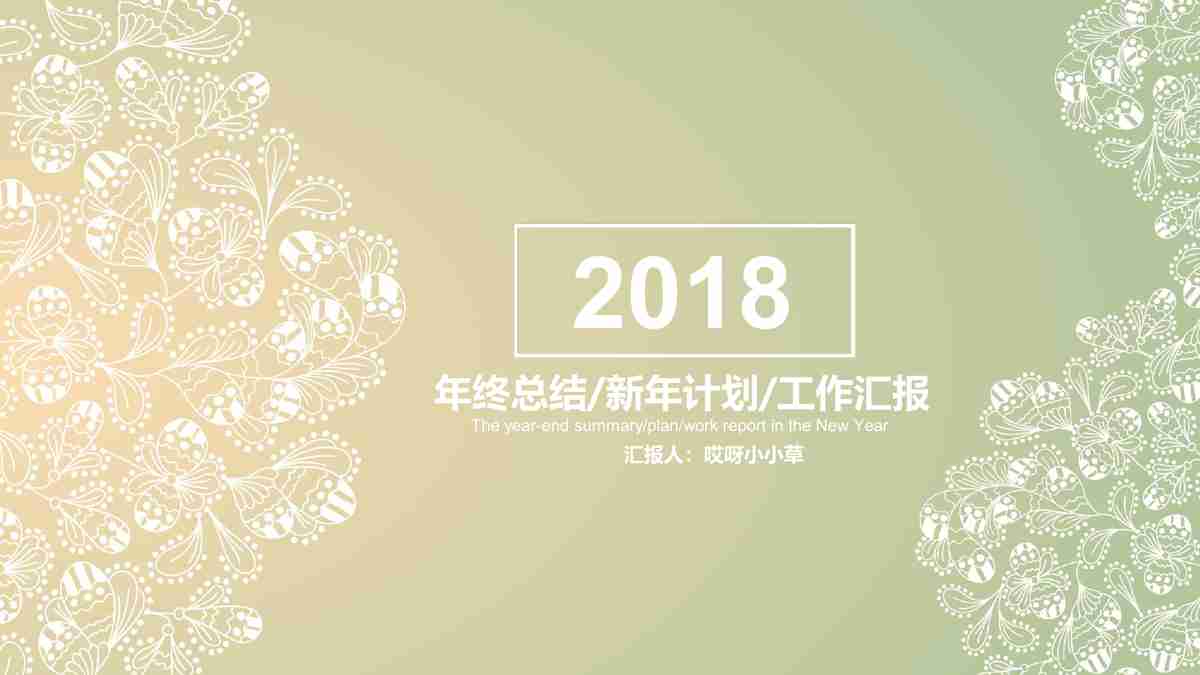 2018
年终总结/新年计划/工作汇报
The year-end summary/plan/work report in the New Year
汇报人：哎呀小小草